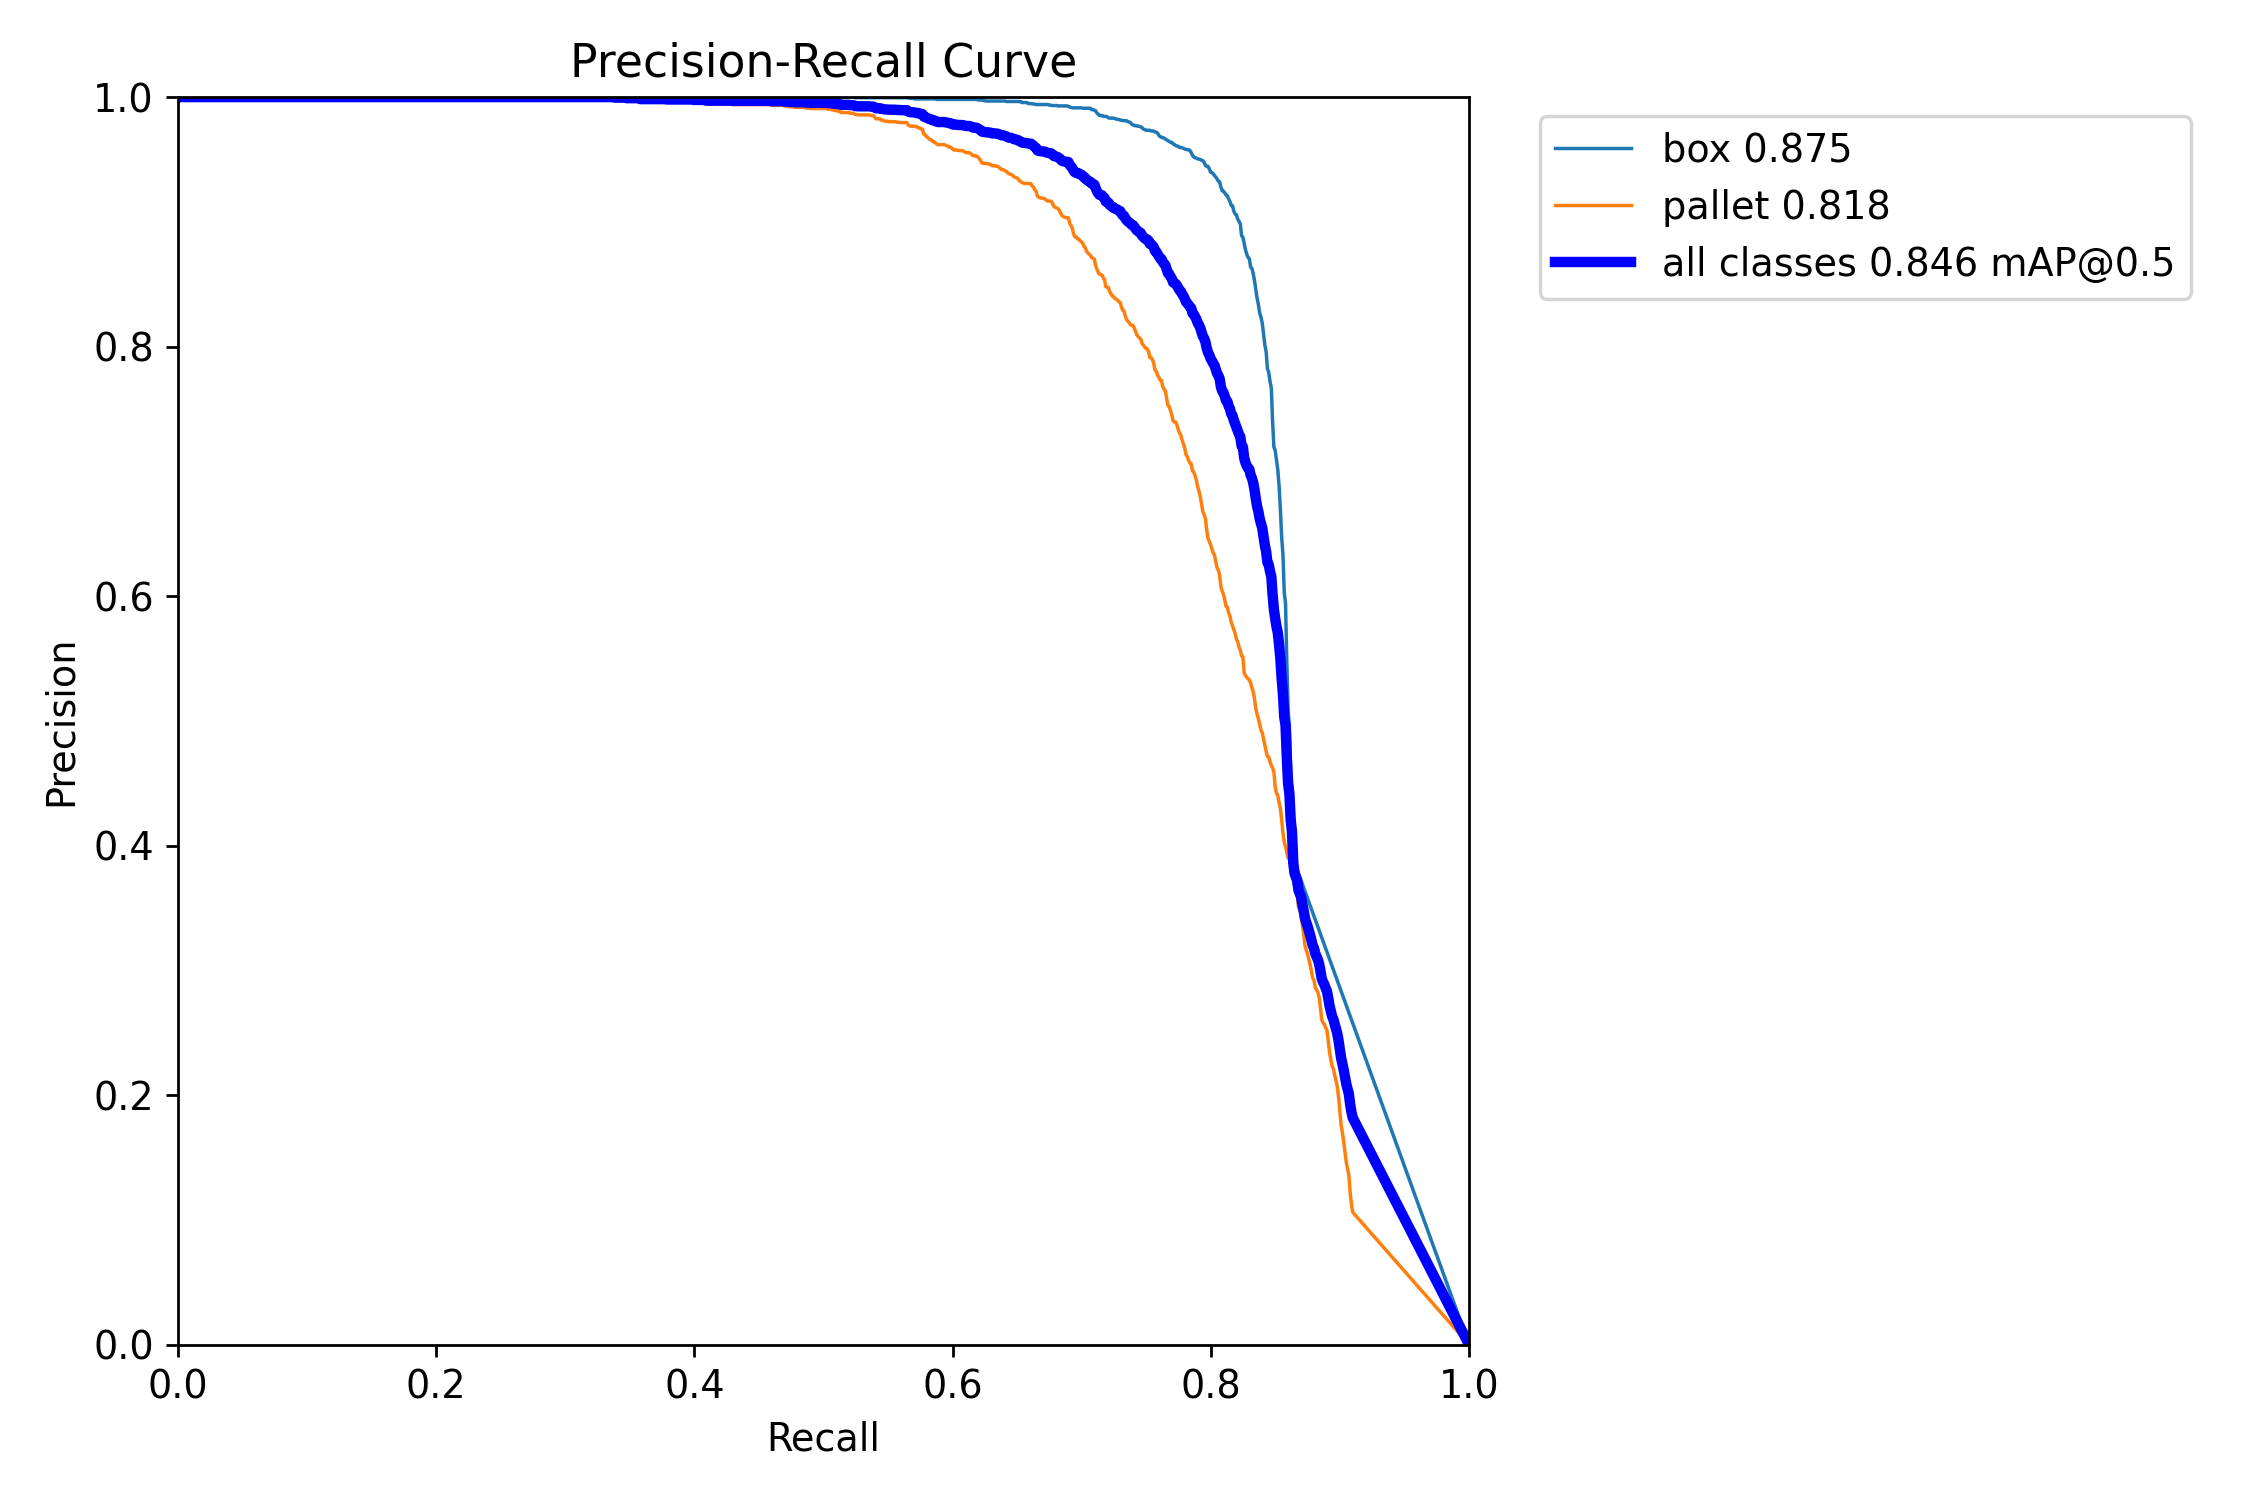 Precision-Recall Curve
1.0
0.8
0.6
0.4
0.2
0.0
Precision
0.0 0.2 0.4 0.6 0.8 1.0
Recall
box 0.875
pallet 0.818
all classes 0.846 mAP@0.5